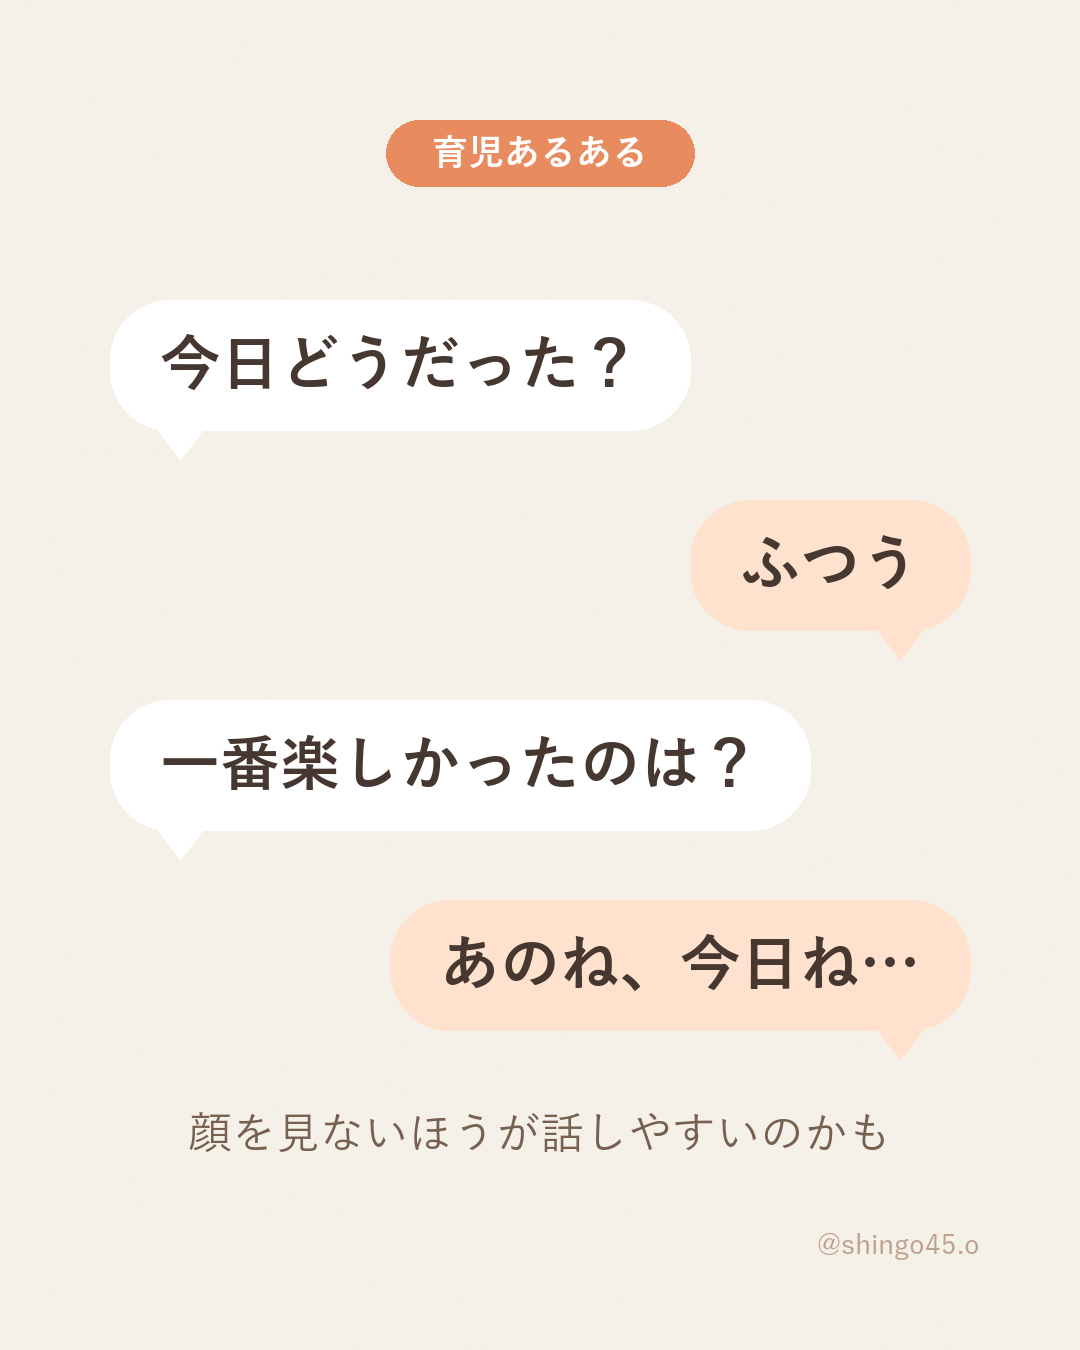 育児あるある
今日どうだった？
ふつう
一番楽しかったのは？
あのね、今日ね…
顔を見ないほうが話しやすいのかも
@shingo45.o